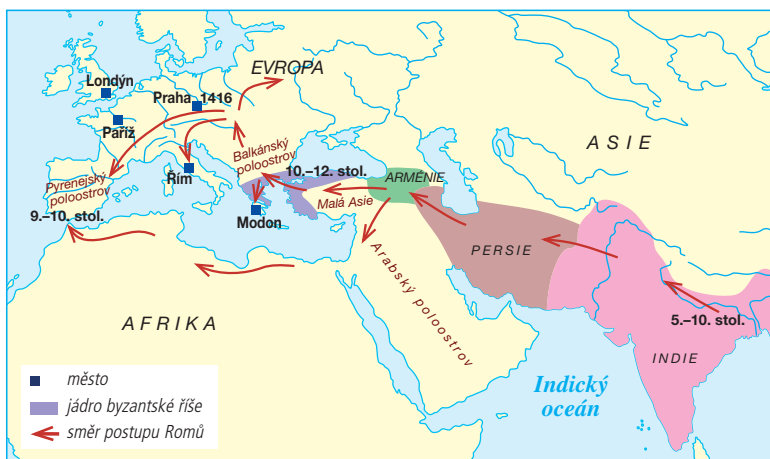 EVROPA
Londýn
Praha 1416
Paříž
ASIE
Balkánský
poloostrov
Pyrenejský
poloostrov
Řím
10.–12. stol.
ARMÉNIE
Malá Asie
9.–10. stol.
Modon
PERSIE
Arabský poloostrov
AFRIKA
5.–10. stol.
INDIE
Indický
oceán
město
jádro byzantské říše
směr postupu Romů